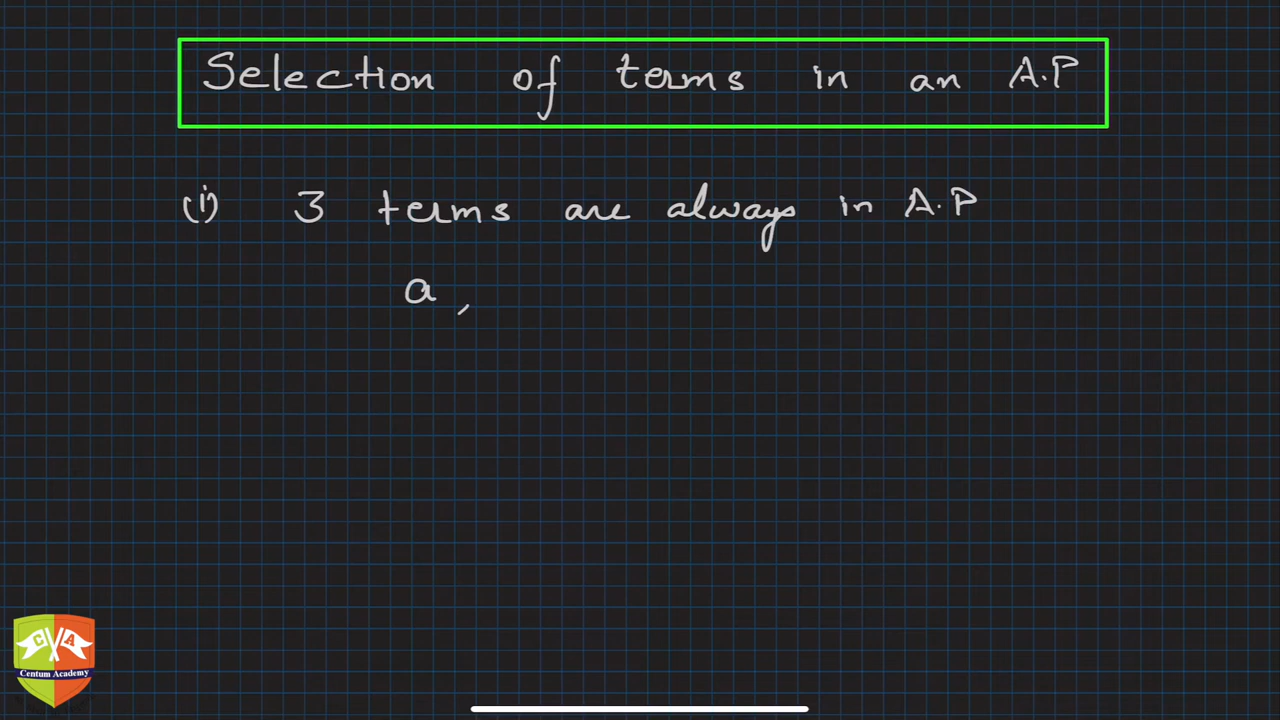 Selection of terms in an A.P
(i) 3 terms are always in A.P
a ,
C A
Centum Academy